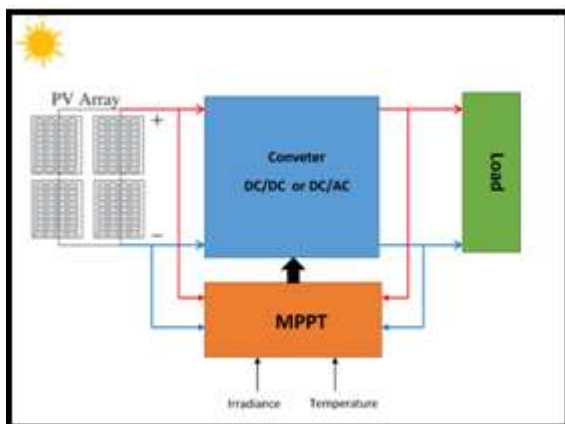 PV Array
+
−
Conveter
DC/DC or DC/AC
Load
MPPT
Irradiance
Temperature